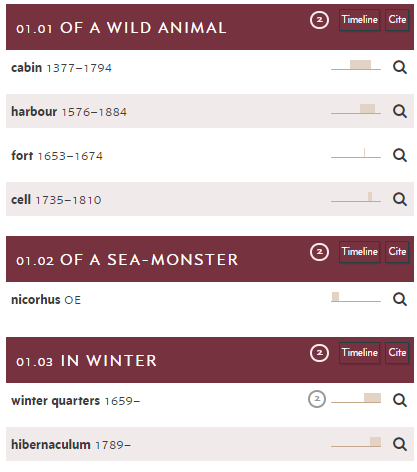 01.01 OF A WILD ANIMAL 2 Timeline Cite
cabin 1377–1794
harbour 1576–1884
fort 1653–1674
cell 1735–1810
01.02 OF A SEA-MONSTER 2 Timeline Cite
nicorhus OE
01.03 IN WINTER 2 Timeline Cite
winter quarters 1659– 2
hibernaculum 1789–